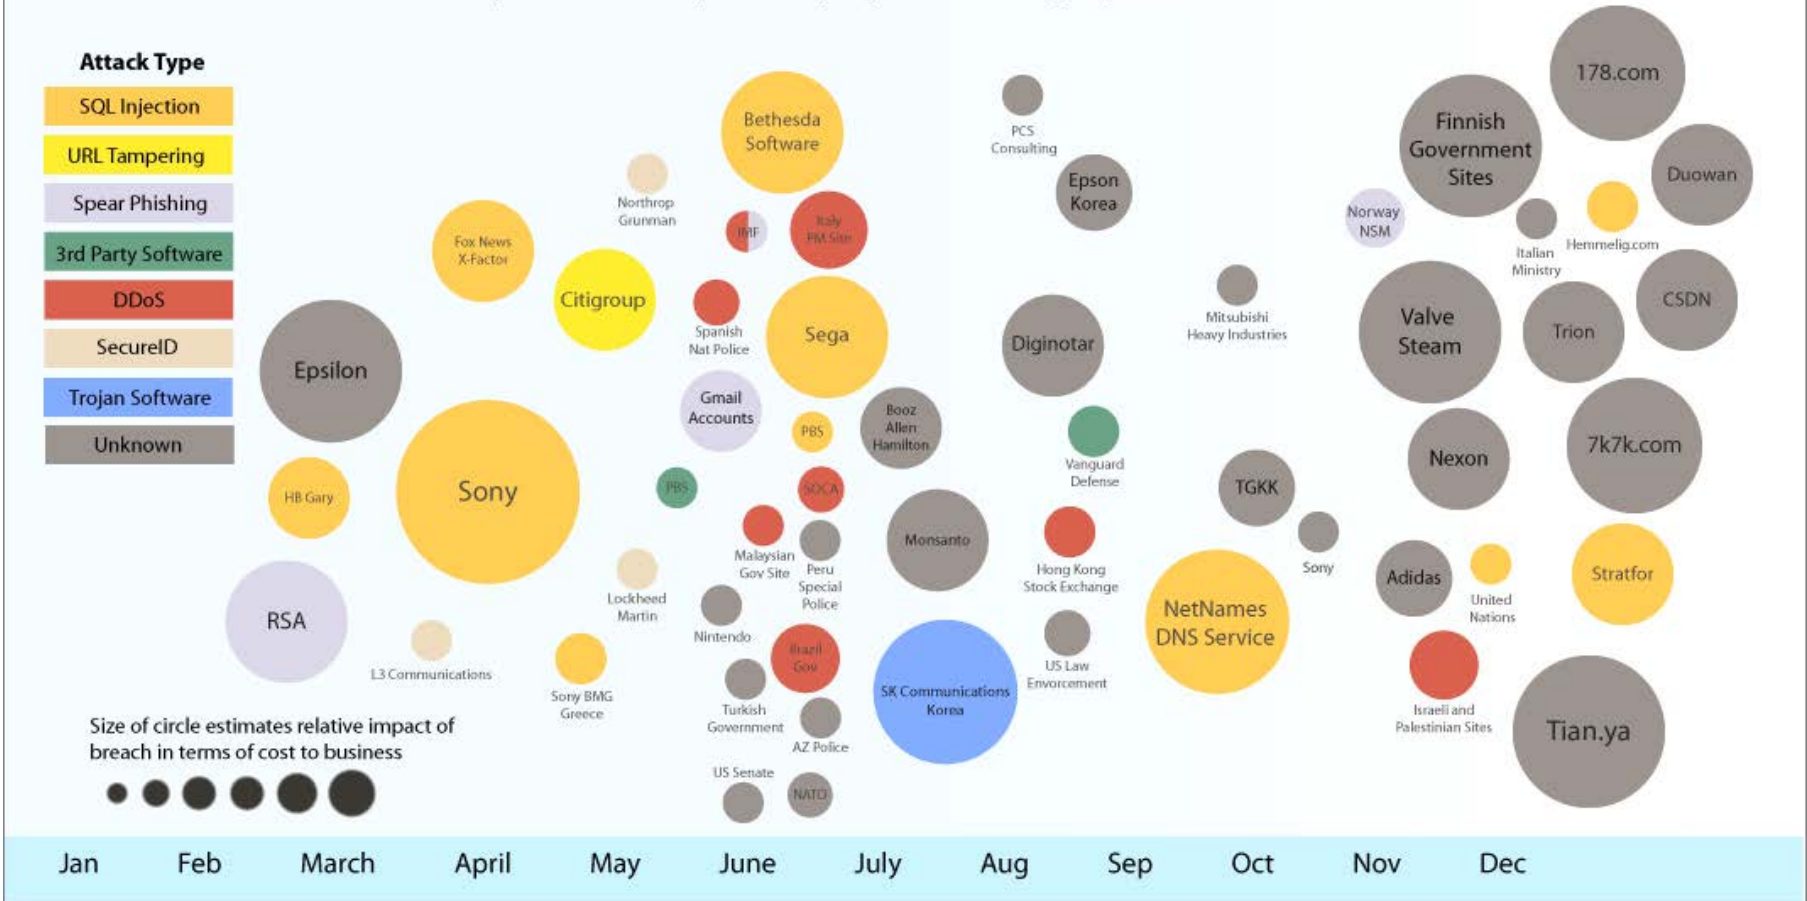 Attack Type
SQL Injection
URL Tampering
Spear Phishing
3rd Party Software
DDoS
SecureID
Trojan Software
Unknown
Epsilon
HB Gary
RSA
Fox News
X-Factor
Sony
L3 Communications
Citigroup
Northrop
Grunman
Lockheed
Martin
Sony BMG
Greece
PBS
Bethesda
Software
IMF
Italy
PM Site
Spanish
Nat Police
Sega
Gmail
Accounts
PBS
SOCA
Malaysian
Gov Site
Peru
Special
Police
Nintendo
Brazil
Gov
Turkish
Government
AZ Police
US Senate
NATO
Booz
Allen
Hamilton
Monsanto
SK Communications
Korea
PCS
Consulting
Epson
Korea
Diginotar
Vanguard
Defense
Hong Kong
Stock Exchange
US Law
Envorcement
Mitsubishi
Heavy Industries
TGKK
Sony
NetNames
DNS Service
178.com
Finnish
Government
Sites
Duowan
Norway
NSM
Italian
Ministry
Hemmelig.com
Valve
Steam
Trion
CSDN
Nexon
7k7k.com
Adidas
United
Nations
Stratfor
Israeli and
Palestinian Sites
Tian.ya
Size of circle estimates relative impact of
breach in terms of cost to business
Jan Feb March April May June July Aug Sep Oct Nov Dec